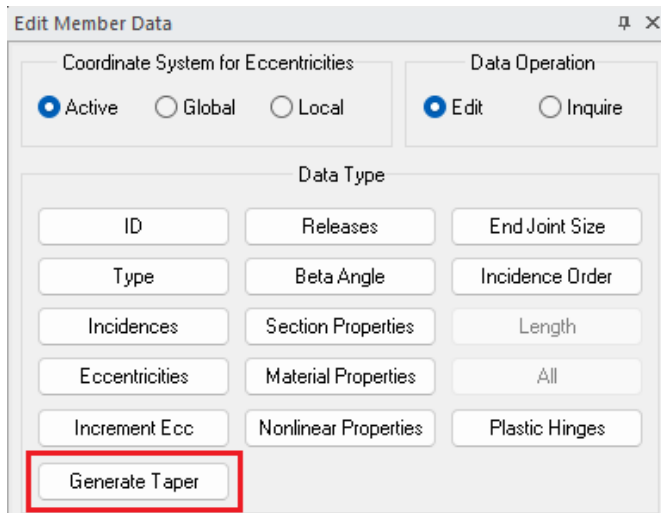 Edit Member Data
Coordinate System for Eccentricities
Data Operation
Active Global Local
Edit Inquire
Data Type
ID Releases End Joint Size
Type Beta Angle Incidence Order
Incidences Section Properties Length
Eccentricities Material Properties All
Increment Ecc Nonlinear Properties Plastic Hinges
Generate Taper